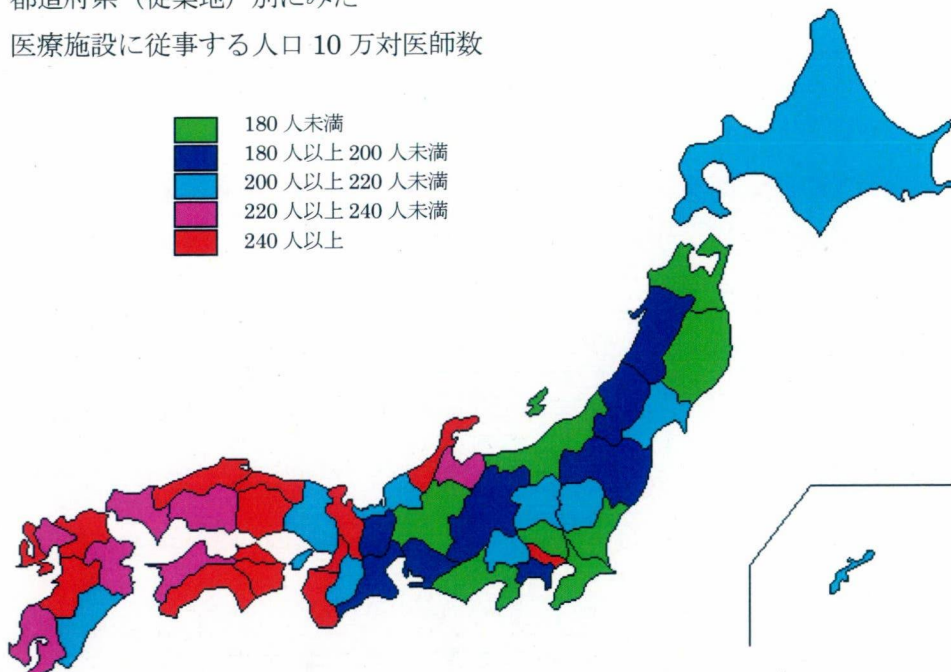 都道府県（従業地）別にみた
医療施設に従事する人口 10 万対医師数
180 人未満
180 人以上 200 人未満
200 人以上 220 人未満
220 人以上 240 人未満
240 人以上